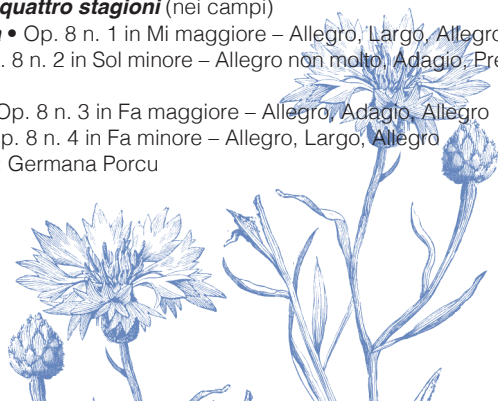 quattro stagioni (nei campi)
• Op. 8 n. 1 in Mi maggiore – Allegro, Largo, Allegro
. 8 n. 2 in Sol minore – Allegro non molto, Adagio, Pre
Op. 8 n. 3 in Fa maggiore – Allegro, Adagio, Allegro
p. 8 n. 4 in Fa minore – Allegro, Largo, Allegro
Germana Porcu